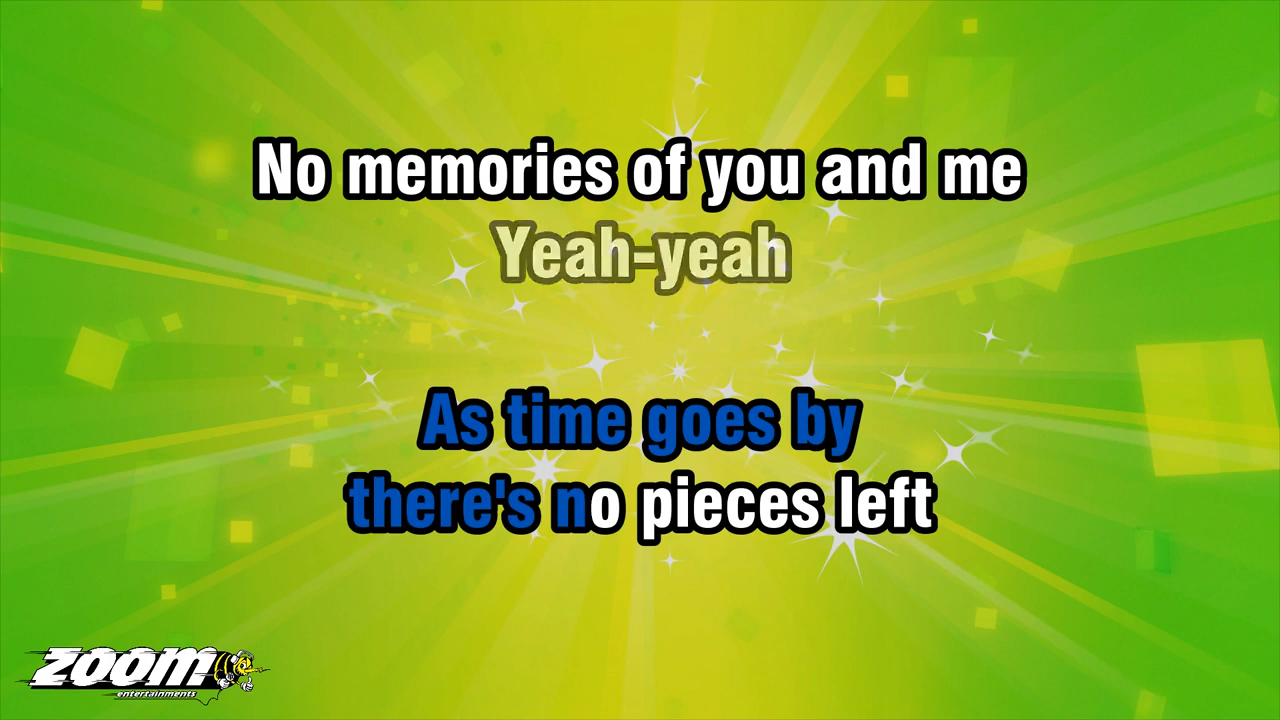 No memories of you and me
Yeah-yeah
As time goes by
there's no pieces left
zoom
entertainments